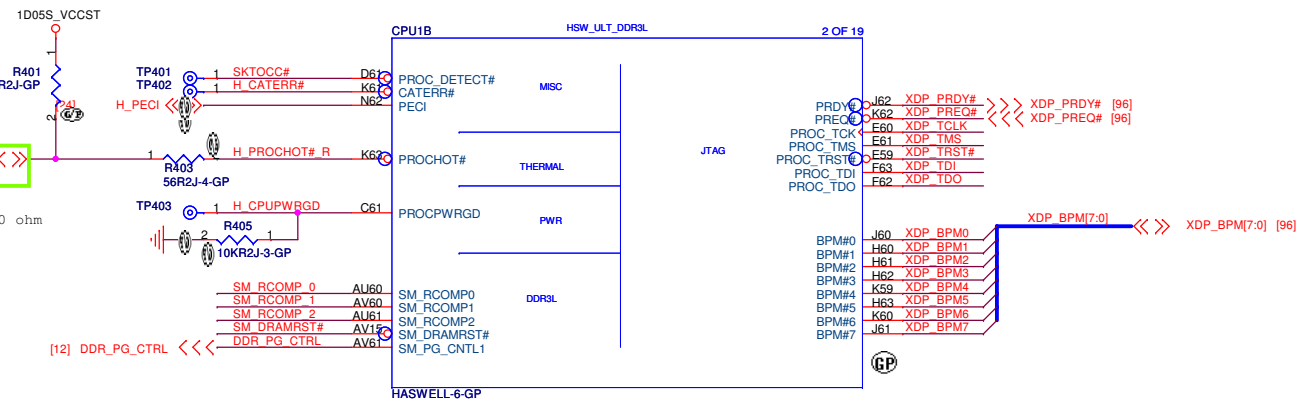 1D05S_VCCST
CPU1B
HSW_ULT_DDR3L
2 OF 19
1
R401
R2J-GP
2
GP
TP401 1 SKTOCC# D61 PROC_DETECT#
TP402 1 H_CATERR# K61 CATERR#
H_PECI N62 PECI
MISC
PRDY# J62 XDP_PRDY# XDP_PRDY# [96]
PREQ# K62 XDP_PREQ# XDP_PREQ# [96]
PROC_TCK E60 XDP_TCLK
PROC_TMS E61 XDP_TMS
PROC_TRST# E59 XDP_TRST#
PROC_TDI F63 XDP_TDI
PROC_TDO F62 XDP_TDO
JTAG
1 H_PROCHOT#_R K63 PROCHOT#
R403
56R2J-4-GP
THERMAL
TP403 1 H_CPUPWRGD C61 PROCPWRGD
0 ohm
R405
2 1
10KR2J-3-GP
PWR
XDP_BPM[7:0] XDP_BPM[7:0] [96]
BPM#0 J60 XDP_BPM0
BPM#1 H60 XDP_BPM1
BPM#2 H61 XDP_BPM2
BPM#3 H62 XDP_BPM3
BPM#4 K59 XDP_BPM4
BPM#5 H63 XDP_BPM5
BPM#6 K60 XDP_BPM6
BPM#7 J61 XDP_BPM7
SM_RCOMP_0 AU60 SM_RCOMP0
SM_RCOMP_1 AV60 SM_RCOMP1
SM_RCOMP_2 AU61 SM_RCOMP2
SM_DRAMRST# AV15 SM_DRAMRST#
[12] DDR_PG_CTRL DDR_PG_CTRL AV61 SM_PG_CNTL1
DDR3L
GP
HASWELL-6-GP